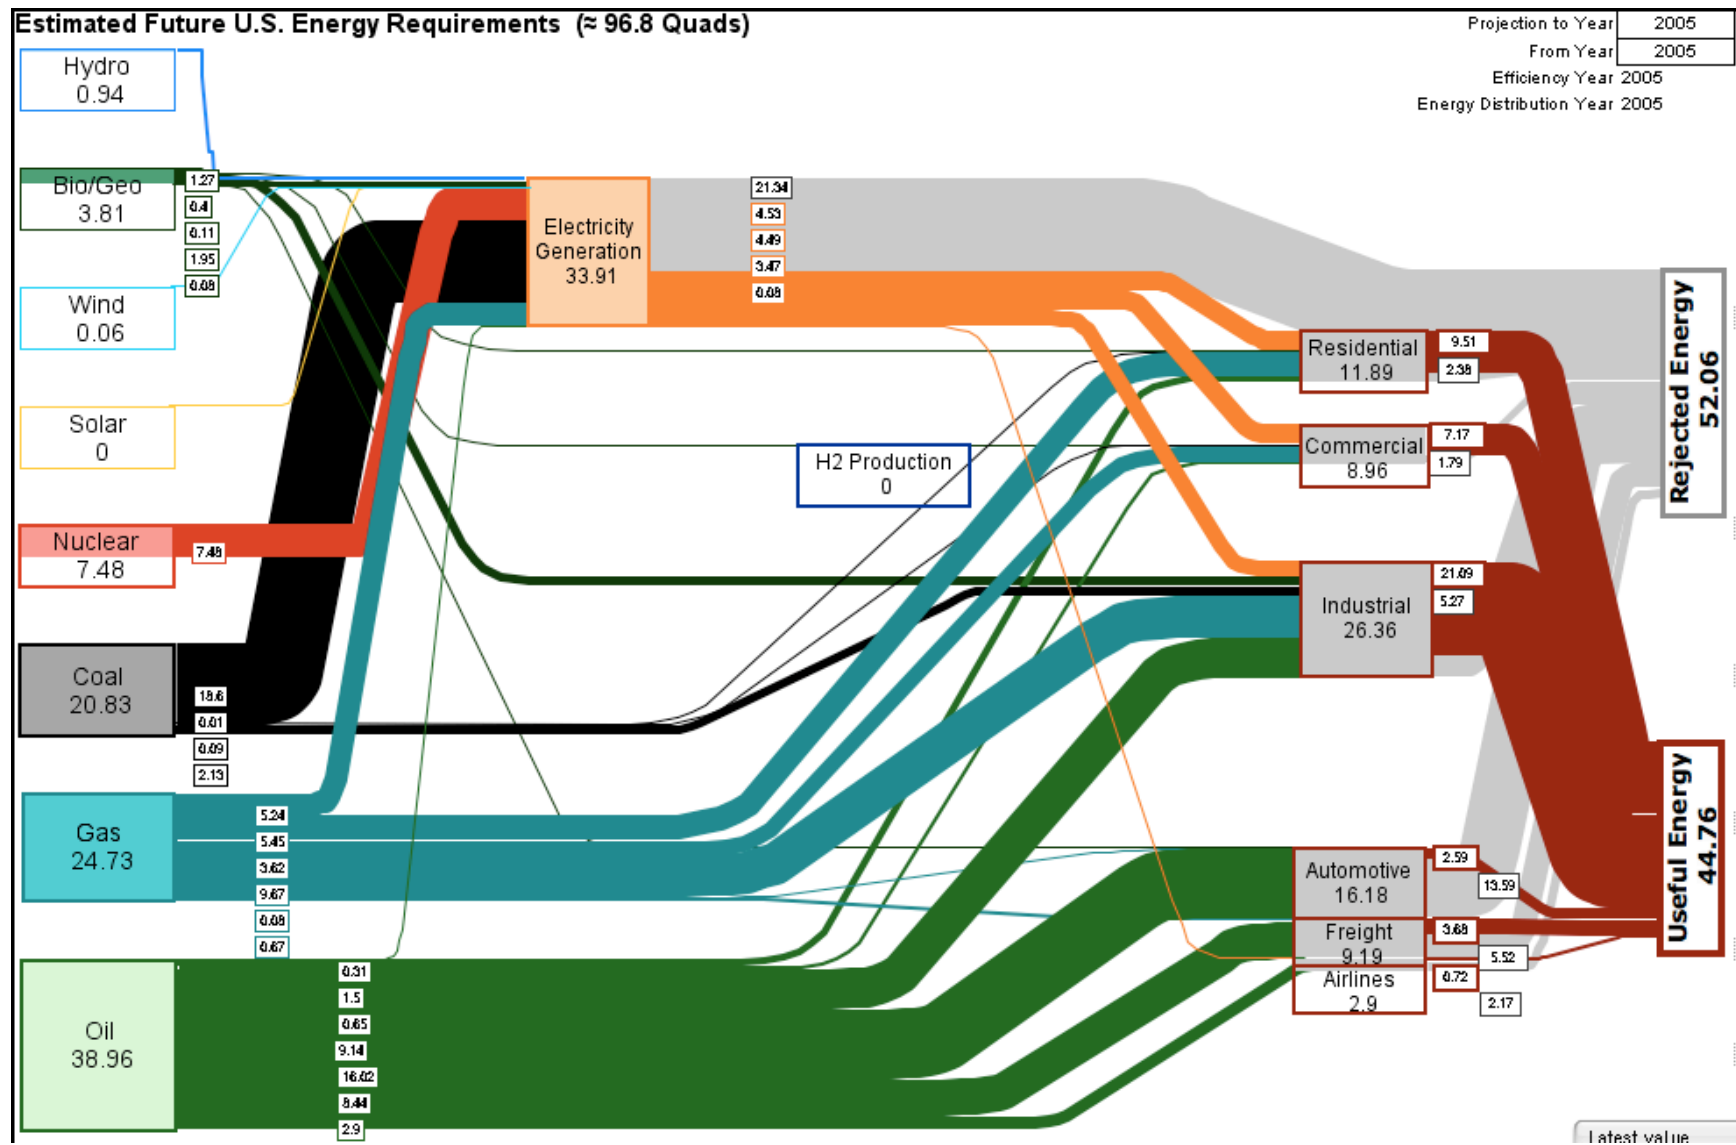 Estimated Future U.S. Energy Requirements (≈ 96.8 Quads)
Projection to Year 2005
From Year 2005
Efficiency Year 2005
Energy Distribution Year 2005
Hydro
0.94
Bio/Geo
3.81
1.27
0.4
0.11
1.95
0.08
Wind
0.06
Solar
0
Nuclear
7.48
7.48
Coal
20.83
18.6
0.01
0.09
2.13
Gas
24.73
5.24
5.45
3.62
9.67
0.08
0.67
Oil
38.96
0.31
1.5
0.65
9.14
16.02
8.44
2.9
Electricity
Generation
33.91
21.34
4.53
4.49
3.47
0.08
H2 Production
0
Residential
11.89
9.51
2.38
Commercial
8.96
7.17
1.79
Industrial
26.36
21.09
5.27
Automotive
16.18
2.59
13.59
Freight
9.19
3.68
5.52
Airlines
2.9
0.72
2.17
Rejected Energy
52.06
Useful Energy
44.76
Latest value